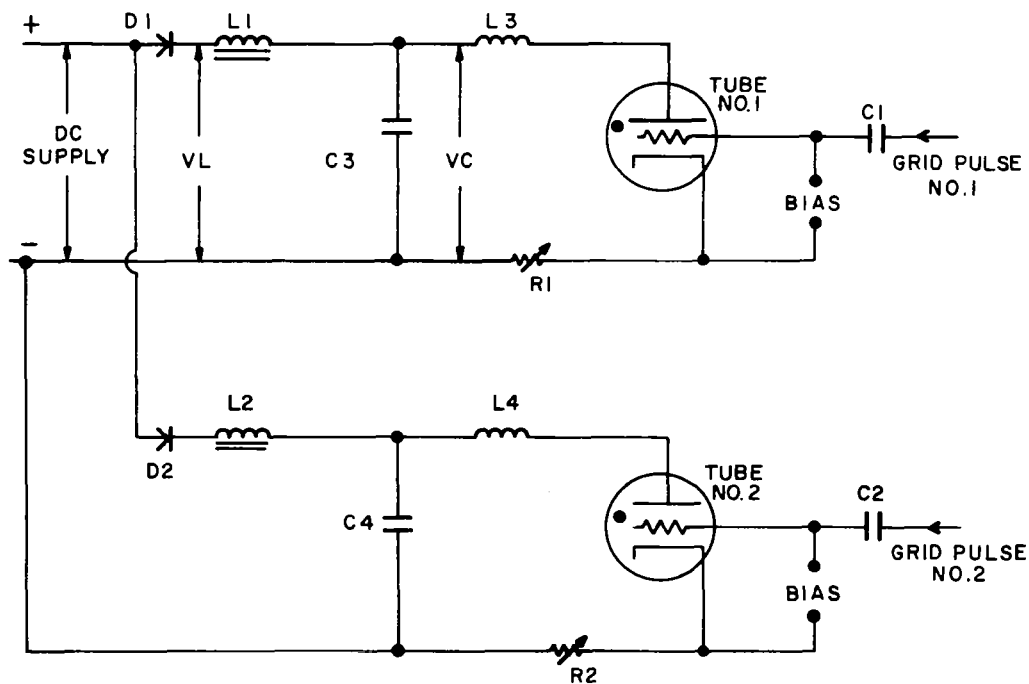 +
D1
L1
L3
DC
SUPPLY
VL
C3
VC
TUBE
NO.1
C1
GRID PULSE
NO.1
BIAS
-
R1
L2
L4
D2
C4
TUBE
NO.2
C2
GRID PULSE
NO.2
BIAS
R2